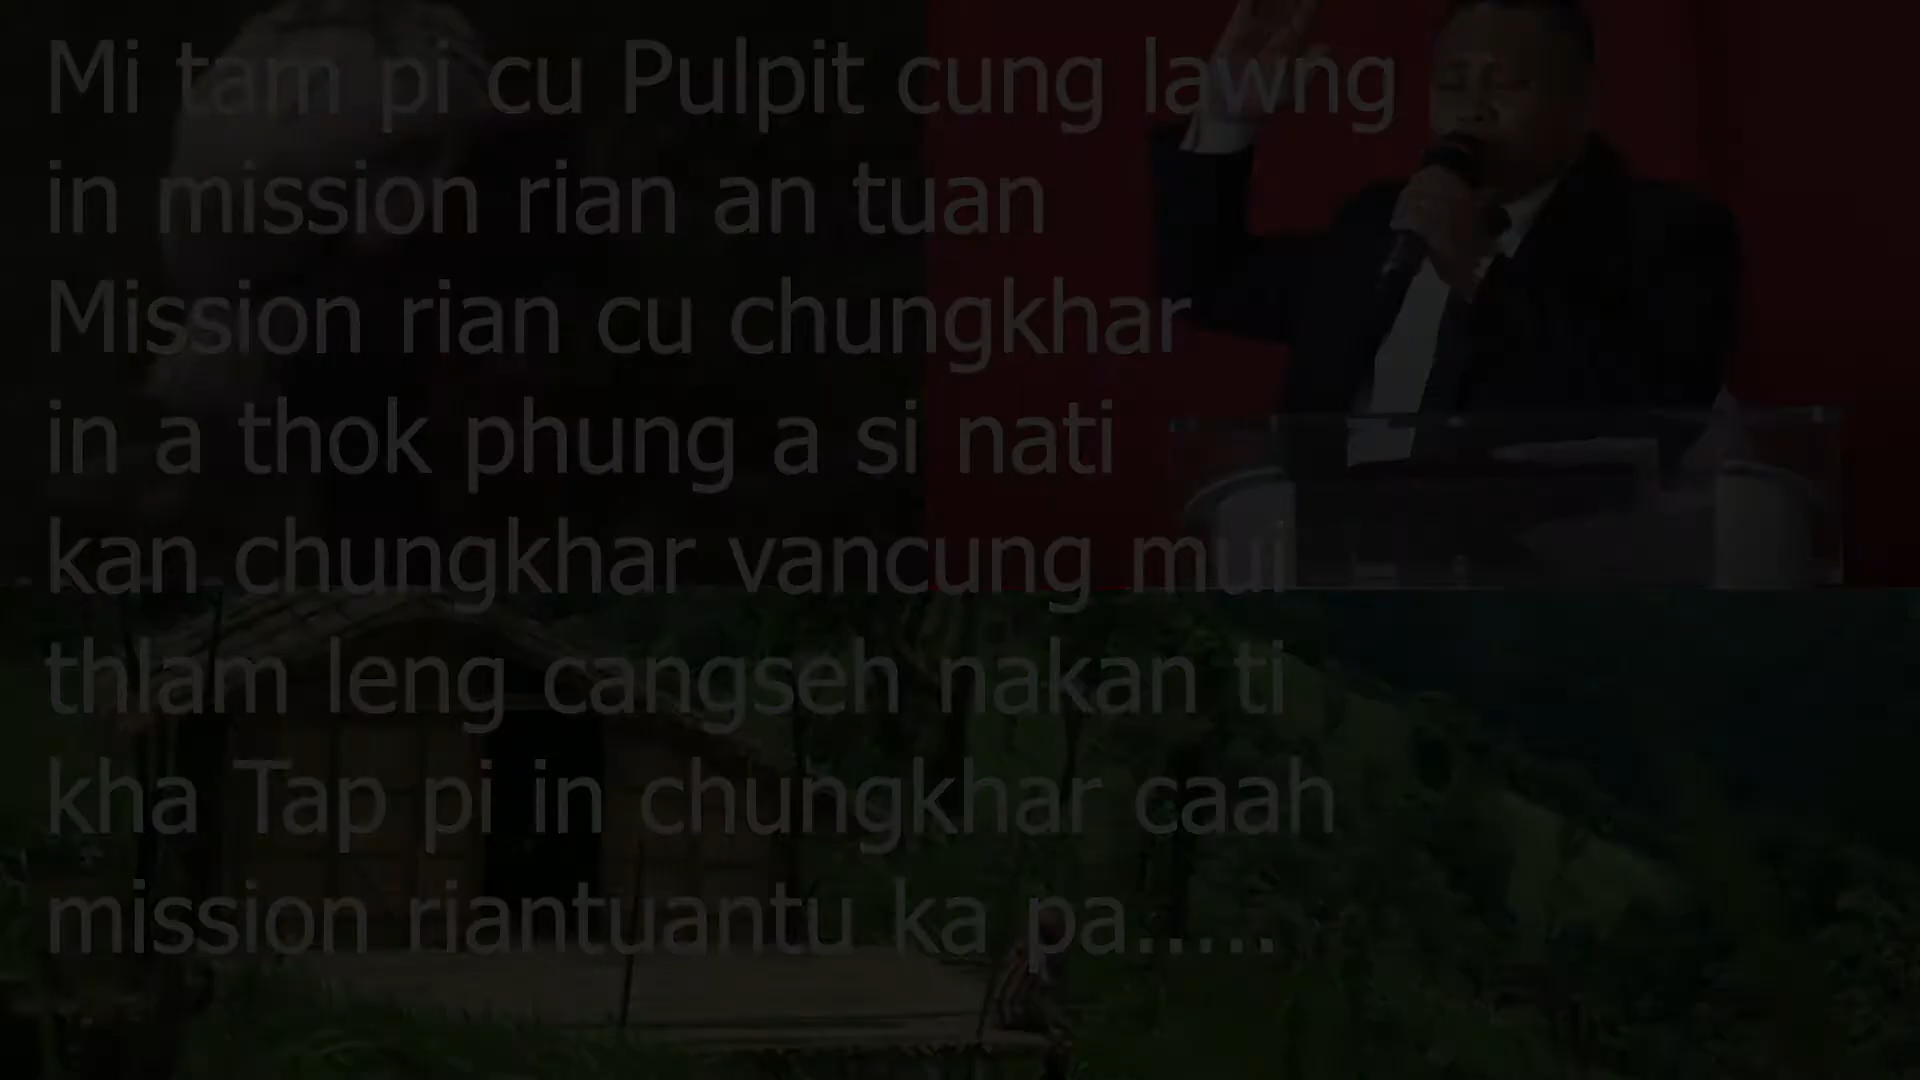 Mi tam pi cu Pulpit cung lawng
in mission rian an tuan
Mission rian cu chungkhar
in a thok phung a si nati
kan chungkhar vancung mui
thlam leng cangseh nakan ti
kha Tap pi in chungkhar caah
mission riantuantu ka pa.....